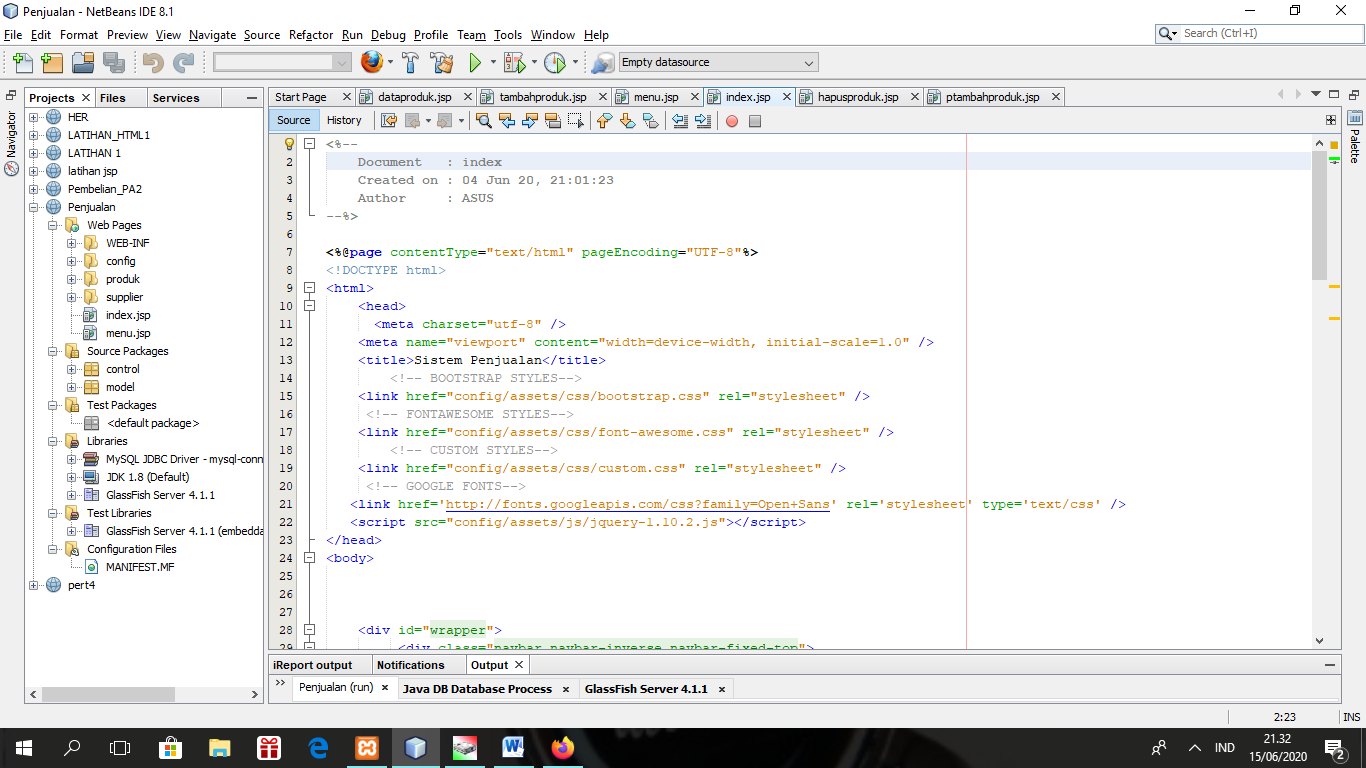 Penjualan - NetBeans IDE 8.1
File Edit Format Preview View Navigate Source Refactor Run Debug Profile Team Tools Window Help
Search (Ctrl+I)
Empty datasource
Projects Files Services
Navigator
HER
LATIHAN_HTML1
LATIHAN 1
latihan jsp
Pembelian_PA2
Penjualan
Web Pages
WEB-INF
config
produk
supplier
index.jsp
menu.jsp
Source Packages
control
model
Test Packages
<default package>
Libraries
MySQL JDBC Driver - mysql-conn
JDK 1.8 (Default)
GlassFish Server 4.1.1
Test Libraries
GlassFish Server 4.1.1 (embedda
Configuration Files
MANIFEST.MF
pert4
Start Page dataproduk.jsp tambahproduk.jsp menu.jsp index.jsp hapusproduk.jsp ptambahproduk.jsp
Source History
Palette
<%--
2 Document : index
3 Created on : 04 Jun 20, 21:01:23
4 Author : ASUS
5 --%>
6
7 <%@page contentType="text/html" pageEncoding="UTF-8"%>
8 <!DOCTYPE html>
9 <html>
10 <head>
11 <meta charset="utf-8" />
12 <meta name="viewport" content="width=device-width, initial-scale=1.0" />
13 <title>Sistem Penjualan</title>
14 <!-- BOOTSTRAP STYLES-->
15 <link href="config/assets/css/bootstrap.css" rel="stylesheet" />
16 <!-- FONTAWESOME STYLES-->
17 <link href="config/assets/css/font-awesome.css" rel="stylesheet" />
18 <!-- CUSTOM STYLES-->
19 <link href="config/assets/css/custom.css" rel="stylesheet" />
20 <!-- GOOGLE FONTS-->
21 <link href='http://fonts.googleapis.com/css?family=Open+Sans' rel='stylesheet' type='text/css' />
22 <script src="config/assets/js/jquery-1.10.2.js"></script>
23 </head>
24 <body>
25
26
27
28 <div id="wrapper">
29 <div class="navbar navbar-inverse navbar-fixed-top">
iReport output Notifications Output
Penjualan (run) Java DB Database Process GlassFish Server 4.1.1
2:23 INS
IND
21.32
15/06/2020
2